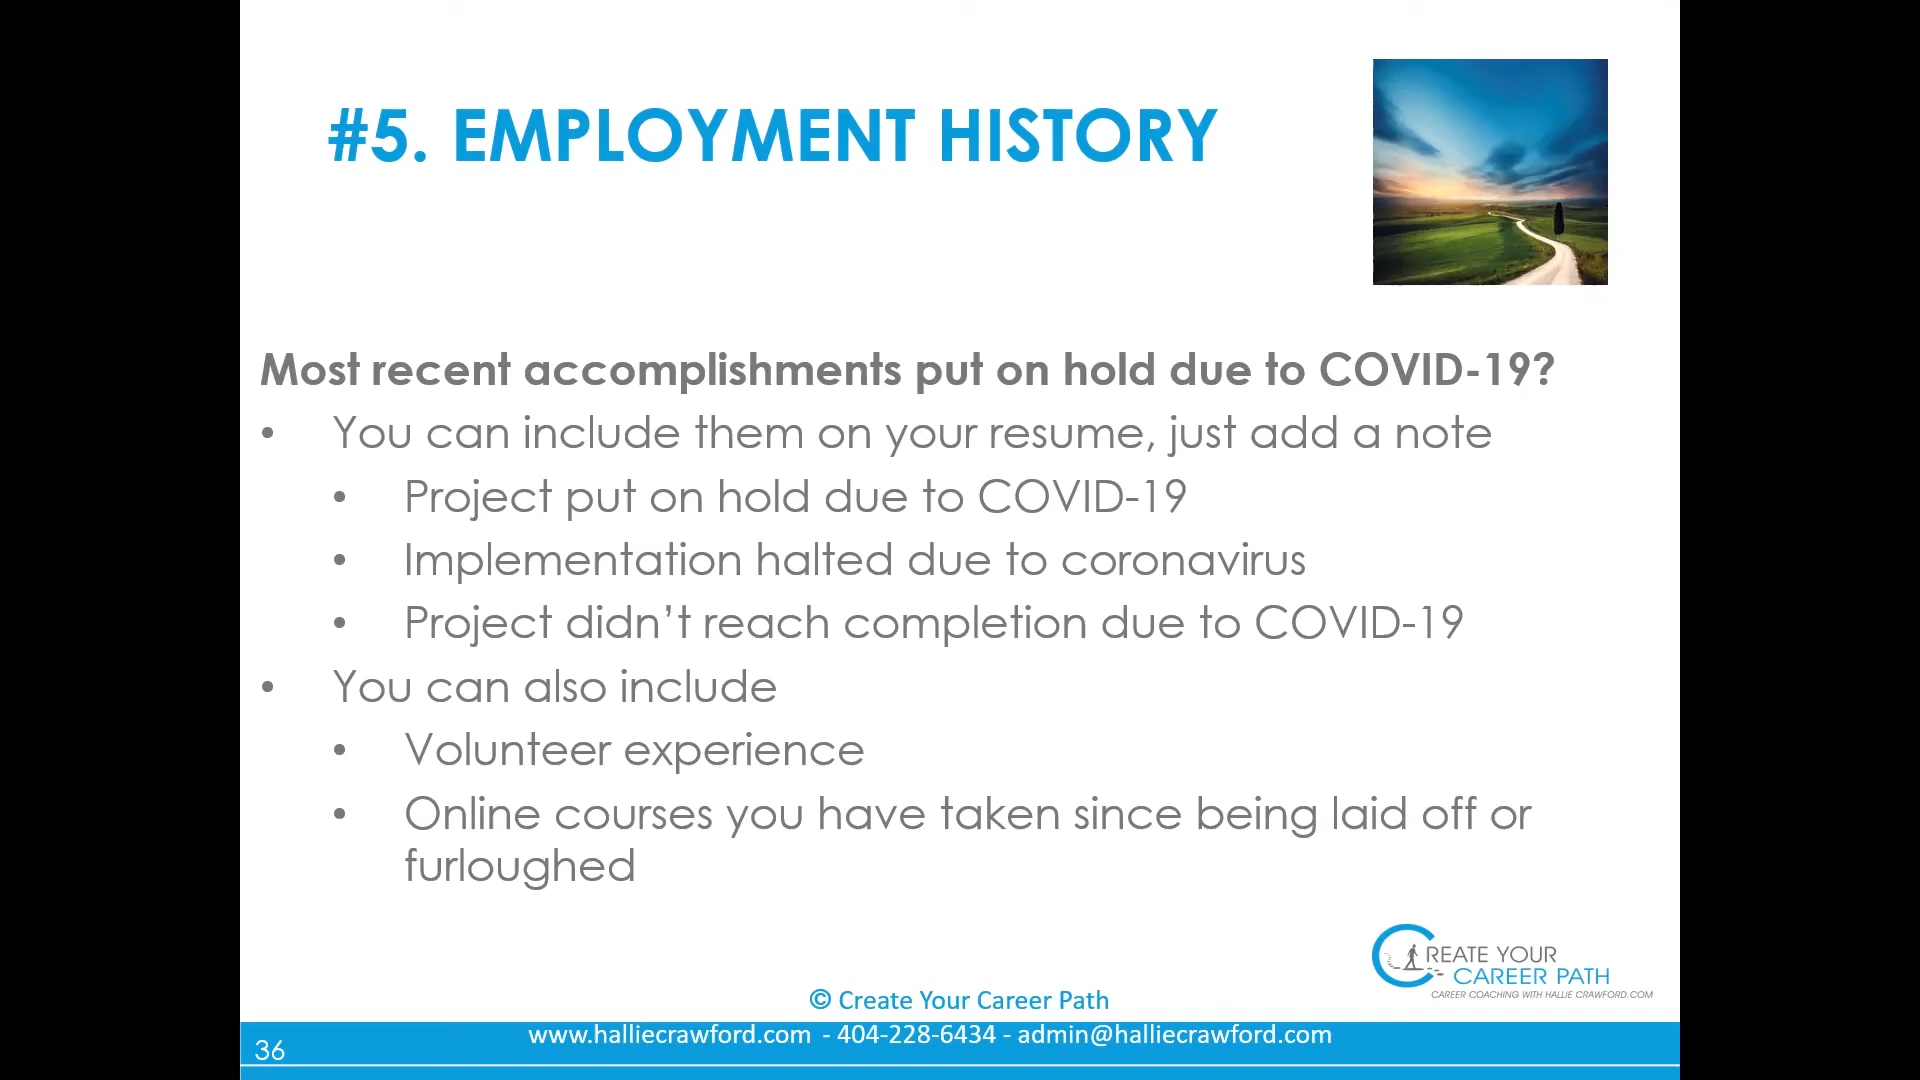 #5. EMPLOYMENT HISTORY
Most recent accomplishments put on hold due to COVID-19?
• You can include them on your resume, just add a note
• Project put on hold due to COVID-19
• Implementation halted due to coronavirus
• Project didn’t reach completion due to COVID-19
• You can also include
• Volunteer experience
• Online courses you have taken since being laid off or
furloughed
CREATE YOUR
CAREER PATH
CAREER COACHING WITH HALLIE CRAWFORD.COM
© Create Your Career Path
www.halliecrawford.com - 404-228-6434 - admin@halliecrawford.com
36